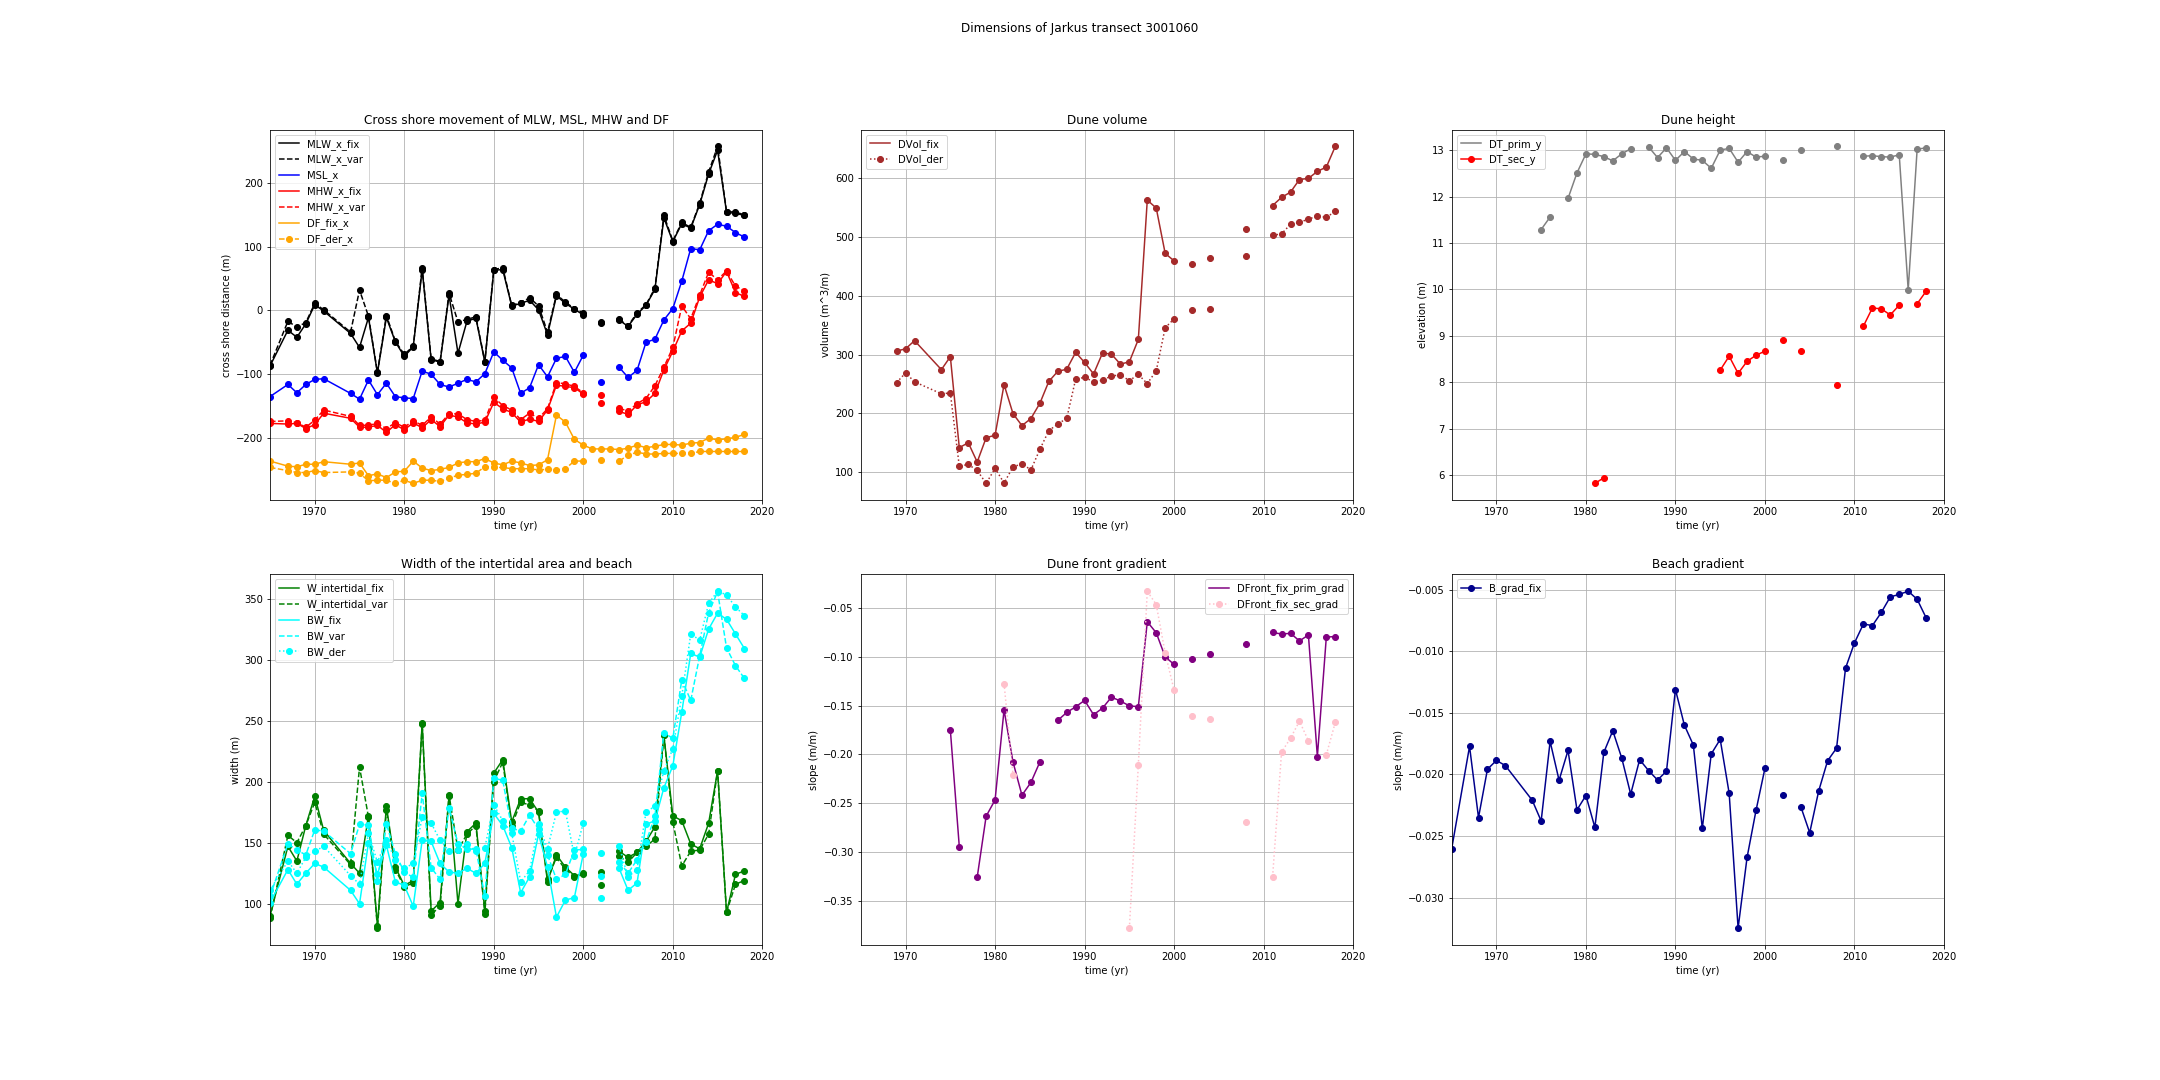 Dimensions of Jarkus transect 3001060
Cross shore movement of MLW, MSL, MHW and DF
cross shore distance (m)
200
100
0
−100
−200
MLW_x_fix
MLW_x_var
MSL_x
MHW_x_fix
MHW_x_var
DF_fix_x
DF_der_x
1970 1980 1990 2000 2010 2020
time (yr)
Dune volume
volume (m^3/m)
600
500
400
300
200
100
DVol_fix
DVol_der
1970 1980 1990 2000 2010 2020
time (yr)
Dune height
elevation (m)
13
12
11
10
9
8
7
6
DT_prim_y
DT_sec_y
1970 1980 1990 2000 2010 2020
time (yr)
Width of the intertidal area and beach
width (m)
350
300
250
200
150
100
W_intertidal_fix
W_intertidal_var
BW_fix
BW_var
BW_der
1970 1980 1990 2000 2010 2020
time (yr)
Dune front gradient
slope (m/m)
−0.05
−0.10
−0.15
−0.20
−0.25
−0.30
−0.35
DFront_fix_prim_grad
DFront_fix_sec_grad
1970 1980 1990 2000 2010 2020
time (yr)
Beach gradient
slope (m/m)
−0.005
−0.010
−0.015
−0.020
−0.025
−0.030
B_grad_fix
1970 1980 1990 2000 2010 2020
time (yr)